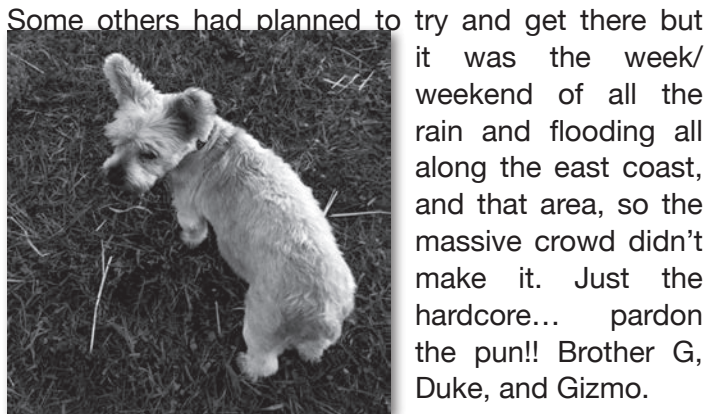 Some others had planned to try and get there but
it was the week/
weekend of all the
rain and flooding all
along the east coast,
and that area, so the
massive crowd didn't
make it. Just the
hardcore… pardon
the pun!! Brother G,
Duke, and Gizmo.